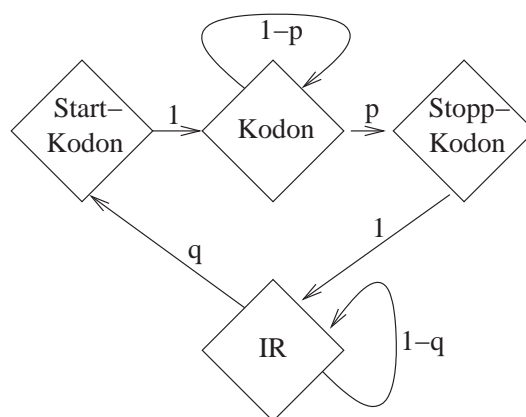 1–p
Start–
Kodon
1
Kodon
p
Stopp–
Kodon
1
q
IR
1–q